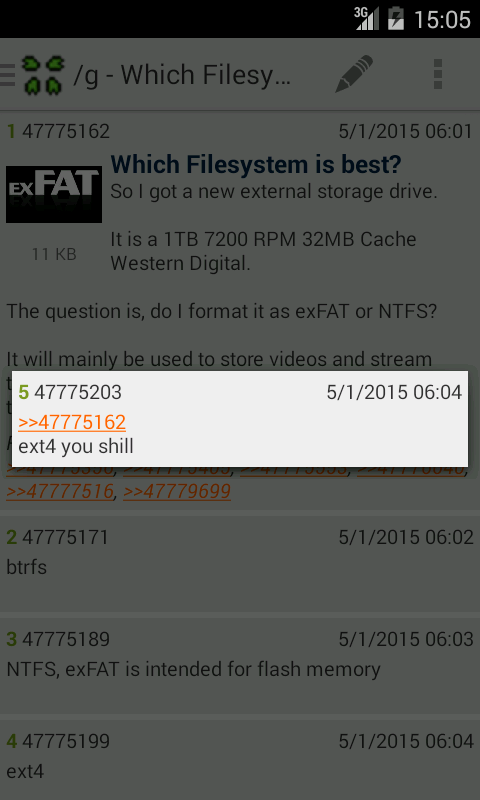 3G 15:05
/g - Which Filesy...
1 47775162 5/1/2015 06:01
exFAT
Which Filesystem is best?
So I got a new external storage drive.
11 KB
It is a 1TB 7200 RPM 32MB Cache
Western Digital.
The question is, do I format it as exFAT or NTFS?
It will mainly be used to store videos and stream
5 47775203 5/1/2015 06:04
>>47775162
ext4 you shill
>>47777516, >>47779699
2 47775171 5/1/2015 06:02
btrfs
3 47775189 5/1/2015 06:03
NTFS, exFAT is intended for flash memory
4 47775199 5/1/2015 06:04
ext4